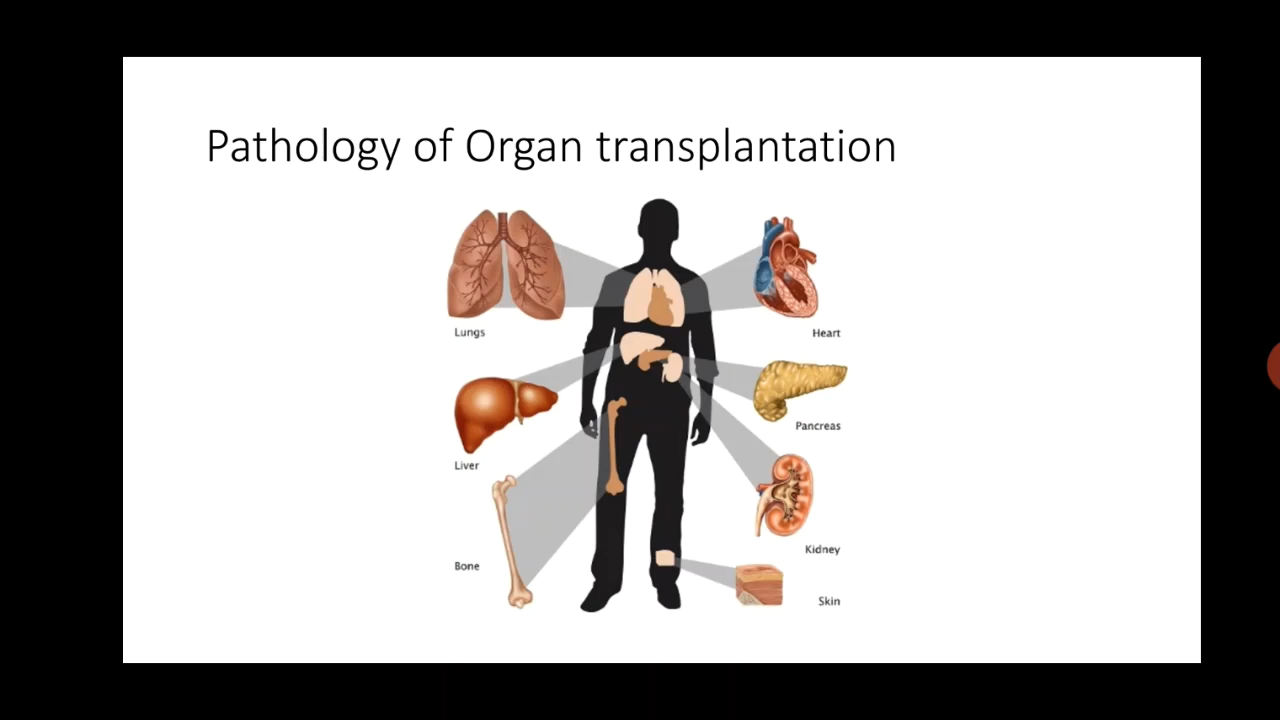 Pathology of Organ transplantation
Lungs
Heart
Pancreas
Liver
Kidney
Bone
Skin